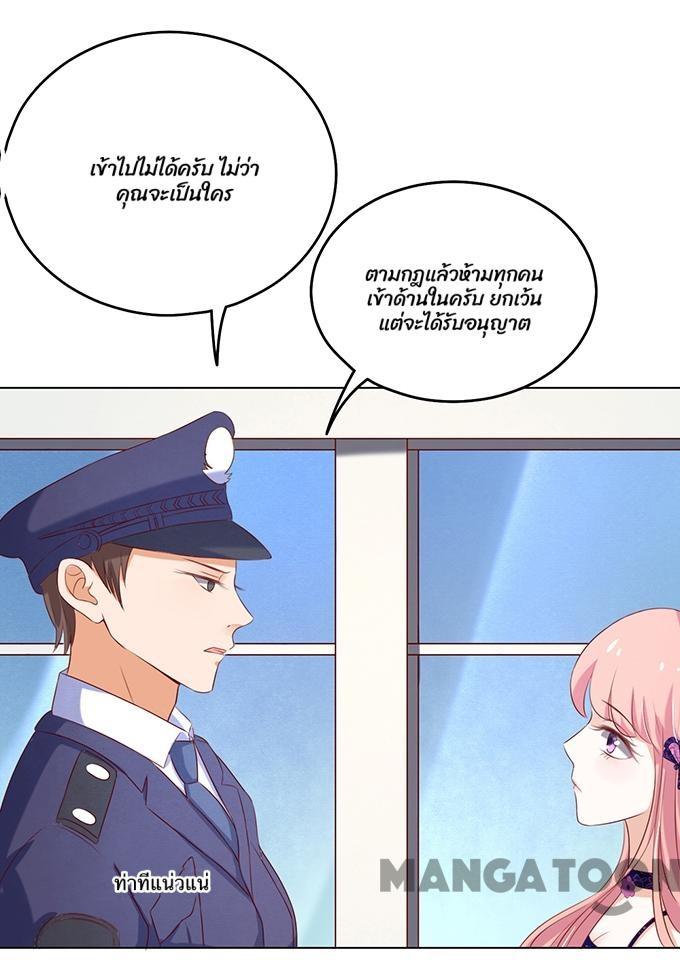 เข้าไปไม่ได้ครับ ไม่ว่า
คุณจะเป็นใคร
ตามกฎแล้วห้ามทุกคน
เข้าด้านในครับ ยกเว้น
แต่จะได้รับอนุญาต
ท่าทีแน่วแน่
MANGATOON